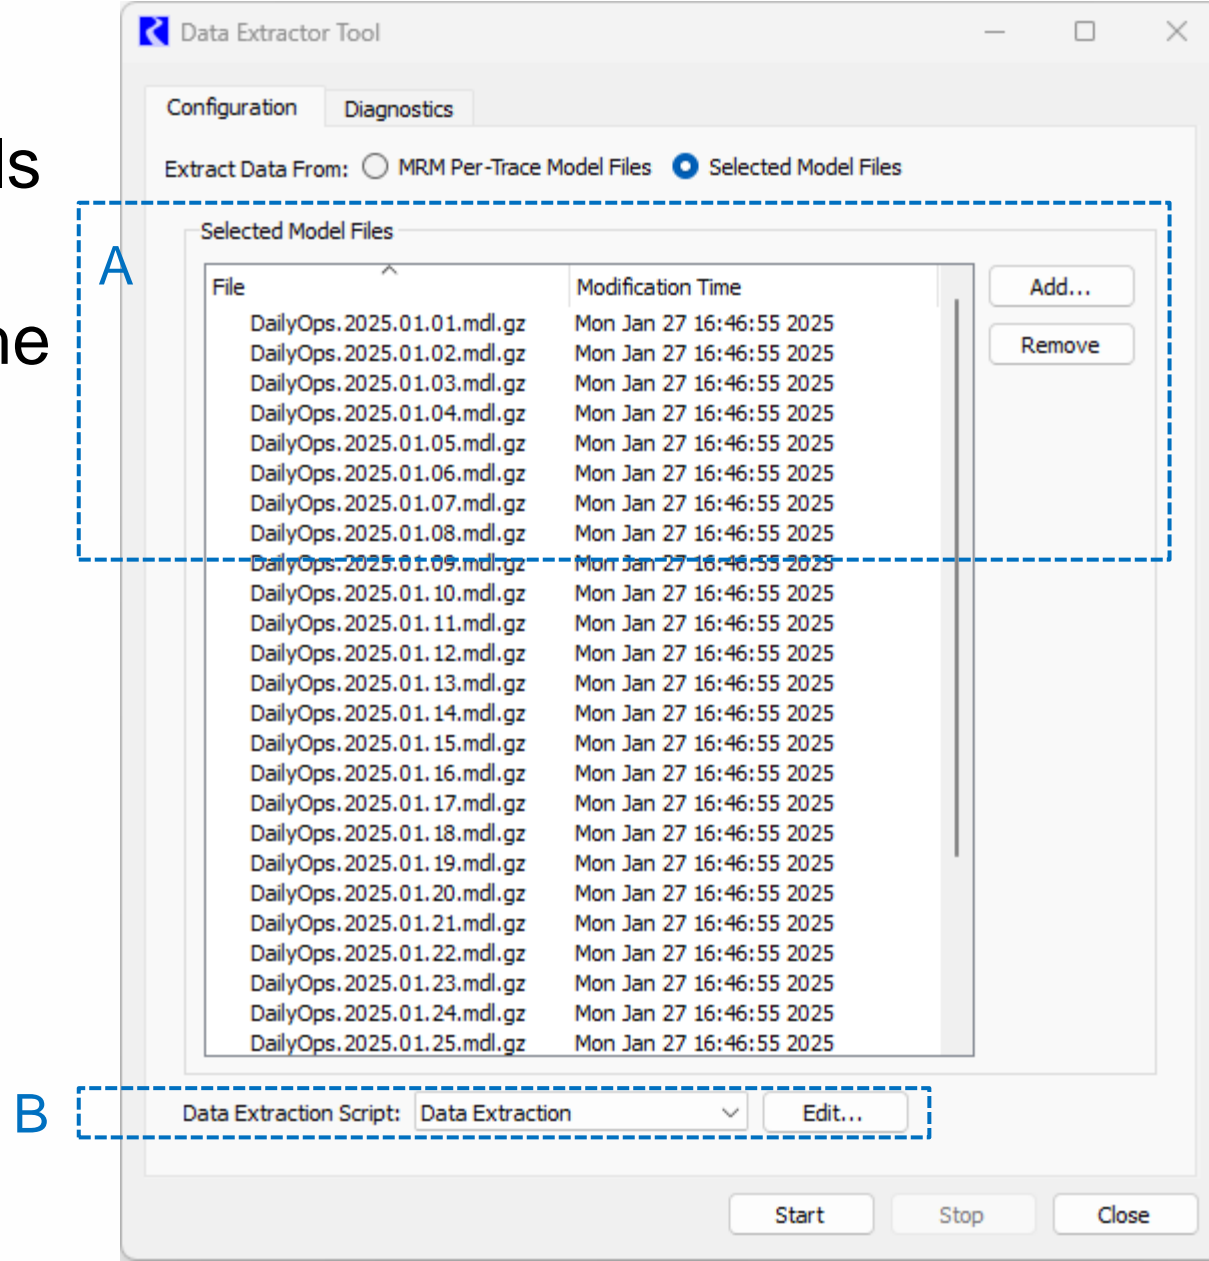 Data Extractor Tool
Configuration Diagnostics
Extract Data From: MRM Per-Trace Model Files Selected Model Files
Selected Model Files
A
File Modification Time Add...
DailyOps.2025.01.01.mdl.gz Mon Jan 27 16:46:55 2025
Remove
DailyOps.2025.01.02.mdl.gz Mon Jan 27 16:46:55 2025
DailyOps.2025.01.03.mdl.gz Mon Jan 27 16:46:55 2025
DailyOps.2025.01.04.mdl.gz Mon Jan 27 16:46:55 2025
DailyOps.2025.01.05.mdl.gz Mon Jan 27 16:46:55 2025
DailyOps.2025.01.06.mdl.gz Mon Jan 27 16:46:55 2025
DailyOps.2025.01.07.mdl.gz Mon Jan 27 16:46:55 2025
DailyOps.2025.01.08.mdl.gz Mon Jan 27 16:46:55 2025
DailyOps.2025.01.09.mdl.gz Mon Jan 27 16:46:55 2025
DailyOps.2025.01.10.mdl.gz Mon Jan 27 16:46:55 2025
DailyOps.2025.01.11.mdl.gz Mon Jan 27 16:46:55 2025
DailyOps.2025.01.12.mdl.gz Mon Jan 27 16:46:55 2025
DailyOps.2025.01.13.mdl.gz Mon Jan 27 16:46:55 2025
DailyOps.2025.01.14.mdl.gz Mon Jan 27 16:46:55 2025
DailyOps.2025.01.15.mdl.gz Mon Jan 27 16:46:55 2025
DailyOps.2025.01.16.mdl.gz Mon Jan 27 16:46:55 2025
DailyOps.2025.01.17.mdl.gz Mon Jan 27 16:46:55 2025
DailyOps.2025.01.18.mdl.gz Mon Jan 27 16:46:55 2025
DailyOps.2025.01.19.mdl.gz Mon Jan 27 16:46:55 2025
DailyOps.2025.01.20.mdl.gz Mon Jan 27 16:46:55 2025
DailyOps.2025.01.21.mdl.gz Mon Jan 27 16:46:55 2025
DailyOps.2025.01.22.mdl.gz Mon Jan 27 16:46:55 2025
DailyOps.2025.01.23.mdl.gz Mon Jan 27 16:46:55 2025
DailyOps.2025.01.24.mdl.gz Mon Jan 27 16:46:55 2025
DailyOps.2025.01.25.mdl.gz Mon Jan 27 16:46:55 2025
B Data Extraction Script: Data Extraction Edit...
Start Stop Close